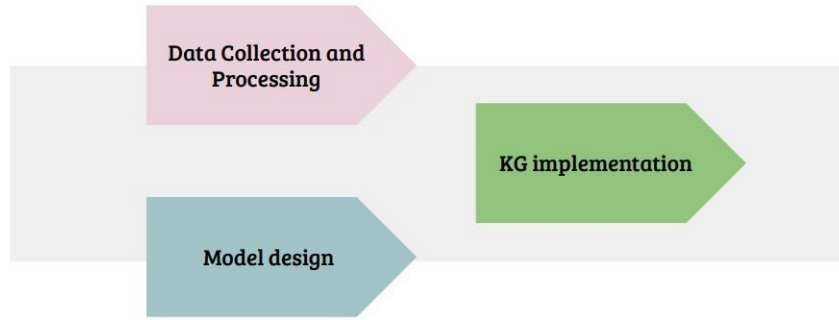 Data Collection and
Processing
KG implementation
Model design